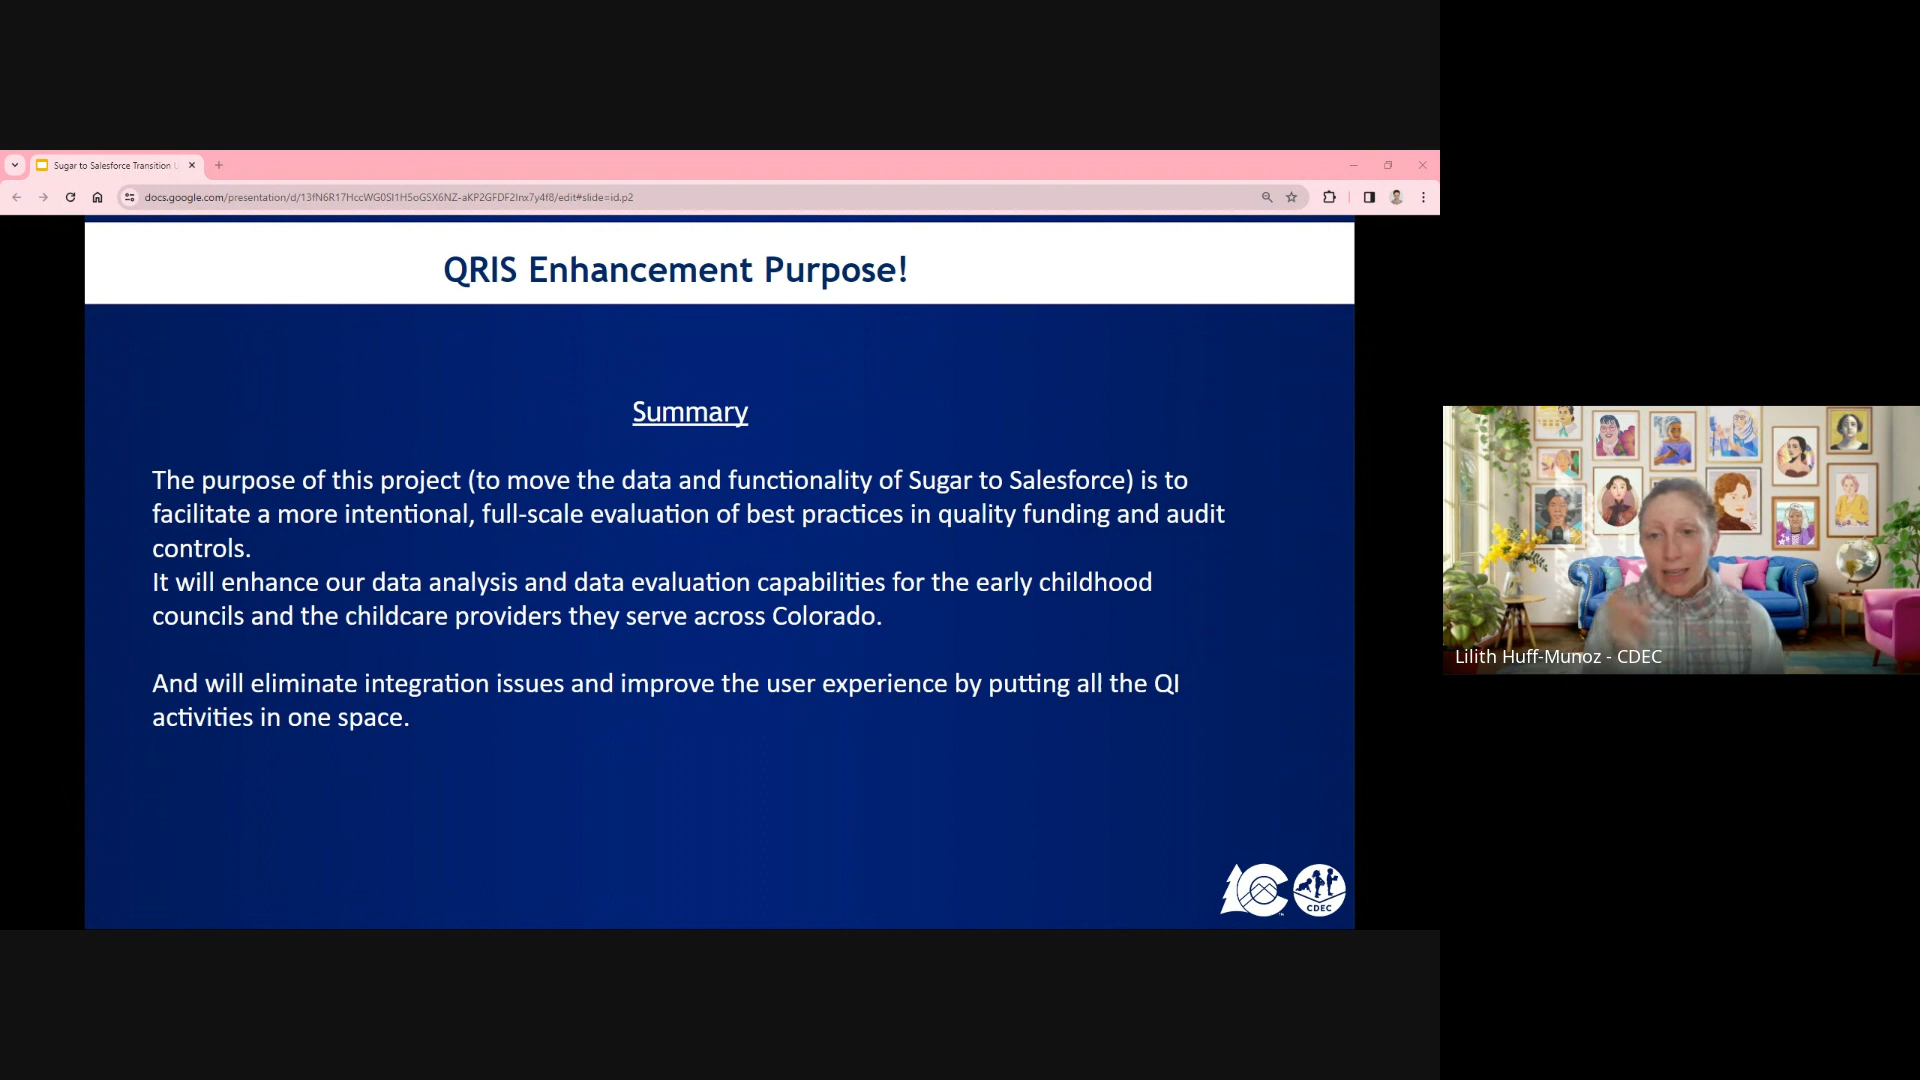 Sugar to Salesforce Transition U
docs.google.com/presentation/d/13fN6R17HccWG0Sl1H5oGSX6NZ-aKP2GFDF2Inx7y4f8/edit#slide=id.p2
QRIS Enhancement Purpose!
Summary
The purpose of this project (to move the data and functionality of Sugar to Salesforce) is to
facilitate a more intentional, full-scale evaluation of best practices in quality funding and audit
controls.
It will enhance our data analysis and data evaluation capabilities for the early childhood
councils and the childcare providers they serve across Colorado.
And will eliminate integration issues and improve the user experience by putting all the QI
activities in one space.
CDEC
Lilith Huff-Munoz - CDEC